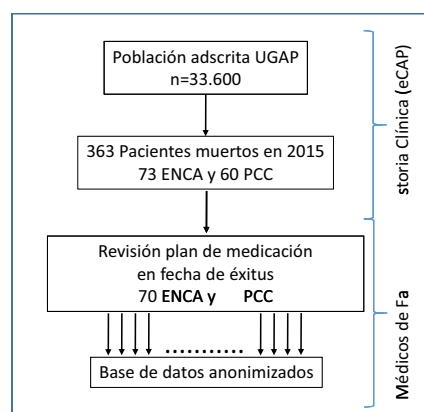 Población adscrita UGAP
n=33.600
363 Pacientes muertos en 2015
73 ENCA y 60 PCC
Revisión plan de medicación
en fecha de éxitus
70 ENCA y PCC
Base de datos anonimizados
storia Clínica (eCAP)
Médicos de Fa